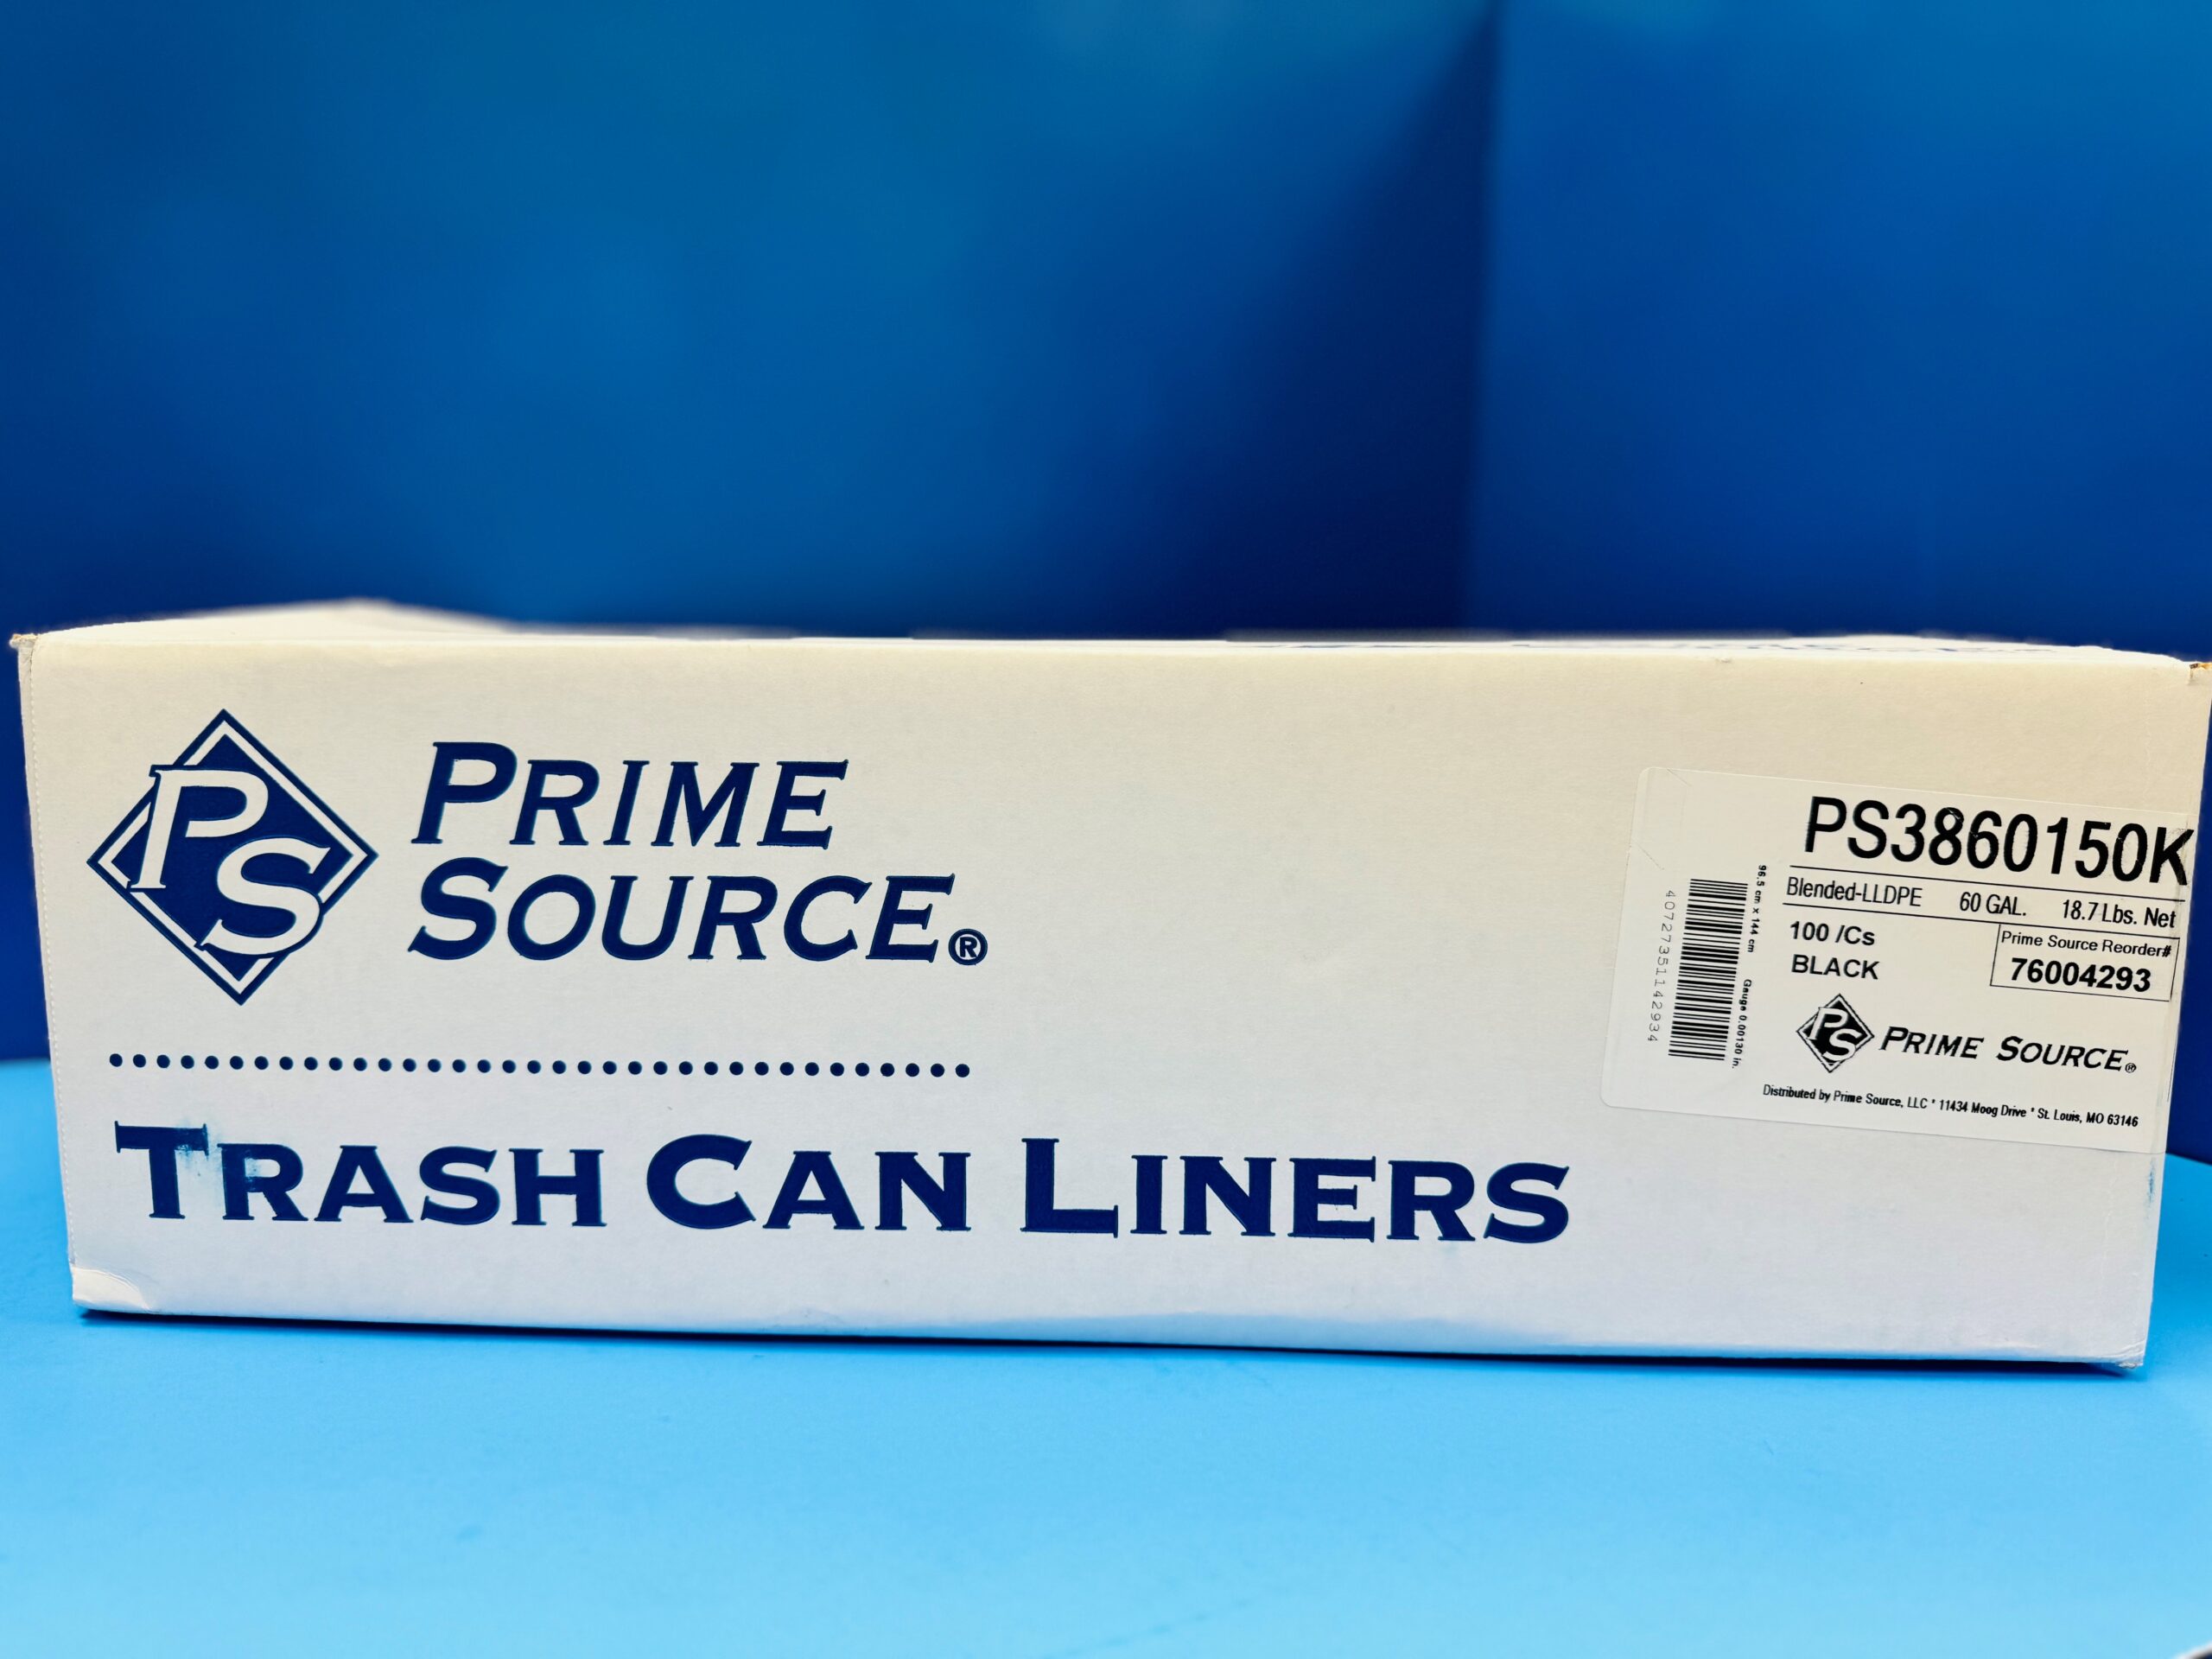 PS
PRIME
SOURCE®
TRASH CAN LINERS
PS3860150K
Blended-LLDPE 60 GAL. 18.7 Lbs. Net
100 /Cs
BLACK
Prime Source Reorder#
76004293
PS PRIME SOURCE®
Distributed by Prime Source, LLC * 11434 Moog Drive * St. Louis, MO 63146
96.5 cm x 144 cm Gauge 0.00130 in.
40727351142934